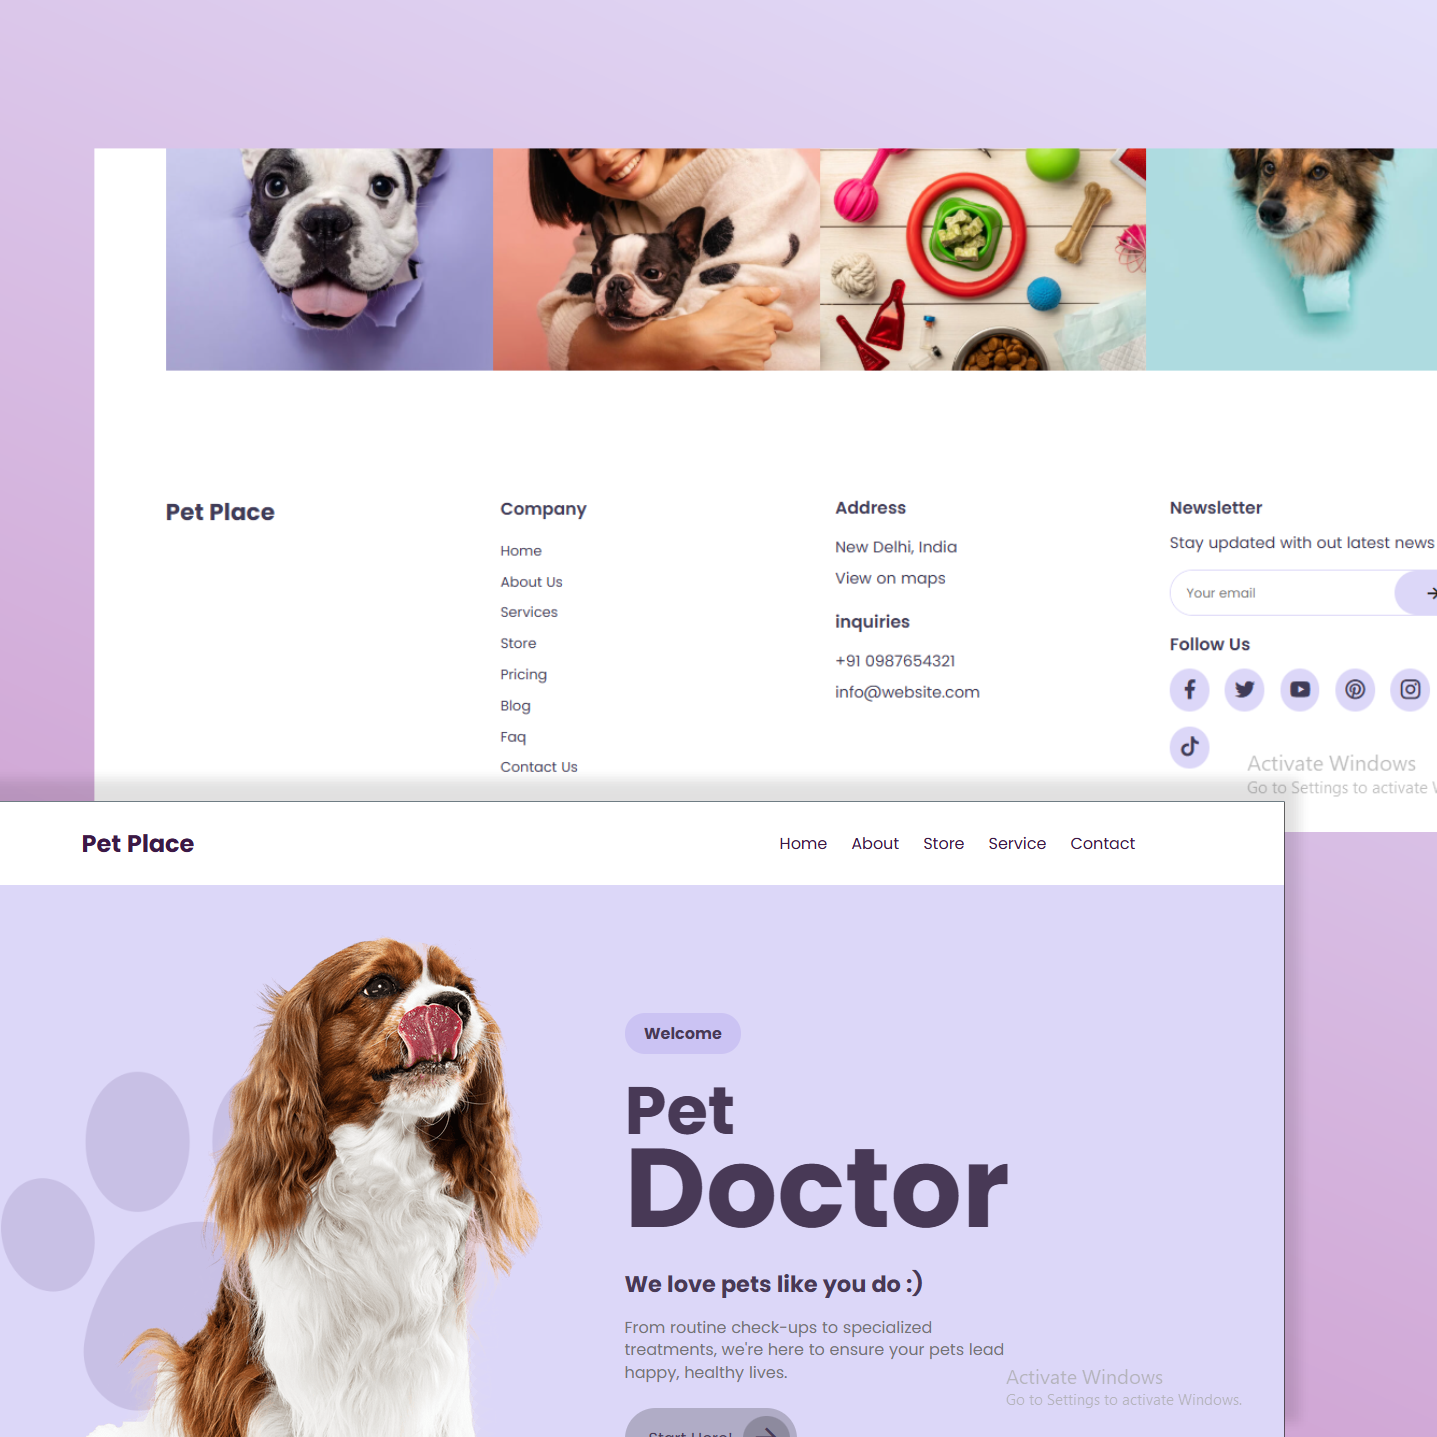 Pet Place
Company
Home
About Us
Services
Store
Pricing
Blog
Faq
Contact Us
Address
New Delhi, India
View on maps
inquiries
+91 0987654321
info@website.com
Newsletter
Stay updated with out latest news
Your email
Follow Us
Activate Windows
Go to Settings to activate
Pet Place
Home About Store Service Contact
Welcome
Pet
Doctor
We love pets like you do :)
From routine check-ups to specialized
treatments, we're here to ensure your pets lead
happy, healthy lives.
Start Here!
Activate Windows
Go to Settings to activate Windows.